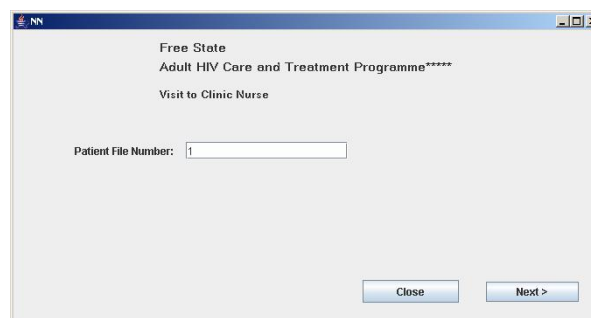 NN
Free State
Adult HIV Care and Treatment Programme*****
Visit to Clinic Nurse
Patient File Number: 1
Close Next >